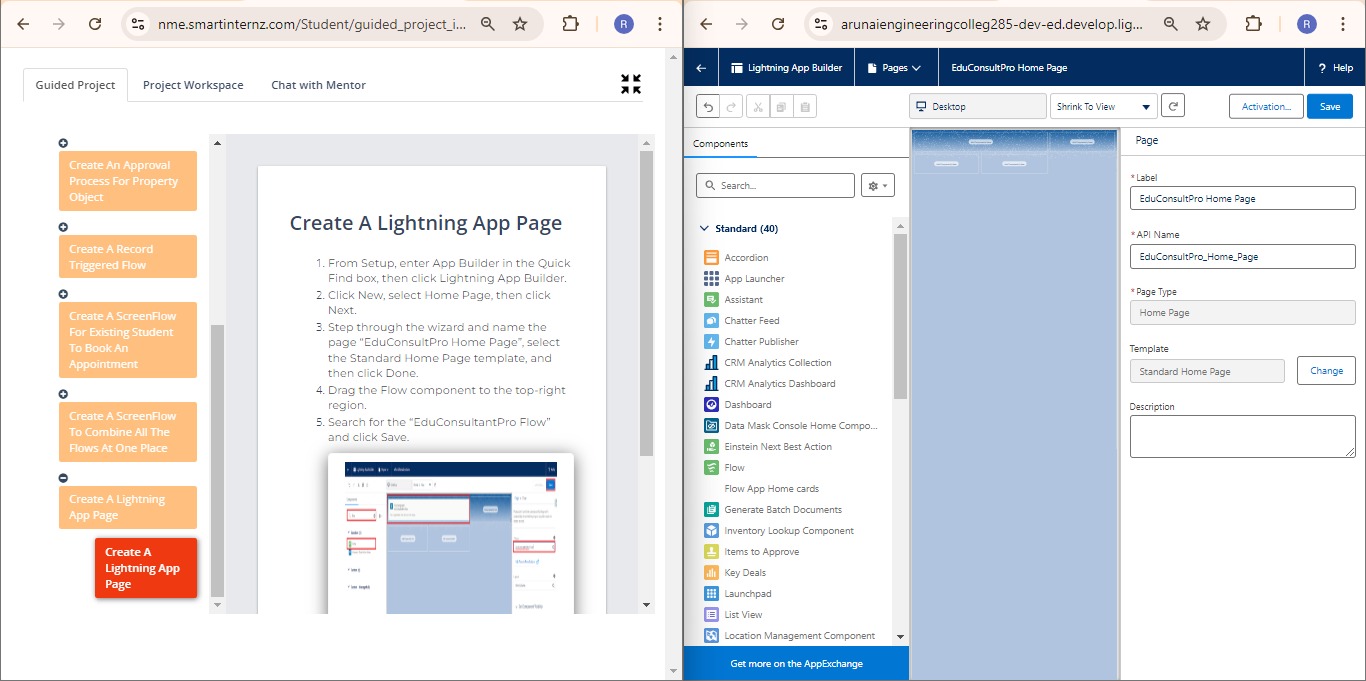 nme.smartinternz.com/Student/guided_project_i...
R
Guided Project
Project Workspace
Chat with Mentor
Create An Approval
Process For Property
Object
Create A Record
Triggered Flow
Create A ScreenFlow
For Existing Student
To Book An
Appointment
Create A ScreenFlow
To Combine All The
Flows At One Place
Create A Lightning
App Page
Create A
Lightning App
Page
Create A Lightning App Page
1. From Setup, enter App Builder in the Quick
Find box, then click Lightning App Builder.
2. Click New, select Home Page, then click
Next.
3. Step through the wizard and name the
page “EduConsultPro Home Page”, select
the Standard Home Page template, and
then click Done.
4. Drag the Flow component to the top-right
region.
5. Search for the “EduConsultantPro Flow”
and click Save.
arunaiengineeringcolleg285-dev-ed.develop.lig...
R
Lightning App Builder
Pages
EduConsultPro Home Page
? Help
Desktop
Shrink To View
Activation...
Save
Components
Search...
Standard (40)
Accordion
App Launcher
Assistant
Chatter Feed
Chatter Publisher
CRM Analytics Collection
CRM Analytics Dashboard
Dashboard
Data Mask Console Home Compo...
Einstein Next Best Action
Flow
Flow App Home cards
Generate Batch Documents
Inventory Lookup Component
Items to Approve
Key Deals
Launchpad
List View
Location Management Component
Get more on the AppExchange
Page
*Label
EduConsultPro Home Page
*API Name
EduConsultPro_Home_Page
*Page Type
Home Page
Template
Standard Home Page
Change
Description